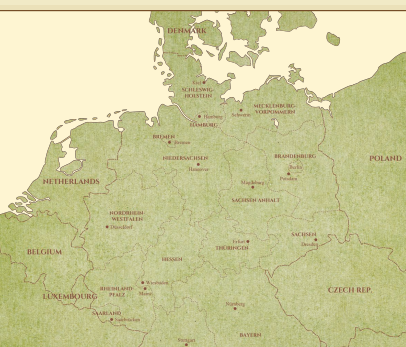 DENMARK
Kiel
SCHLESWIG-
HOLSTEIN
MECKLENBURG-
VORPOMMERN
Schwerin
Hamburg
HAMBURG
BREMEN
Bremen
NIEDERSACHSEN
Hannover
BRANDENBURG
Berlin
Potsdam
POLAND
NETHERLANDS
Magdeburg
SACHSEN ANHALT
NORDRHEIN-
WESTFALEN
Düsseldorf
SACHSEN
Dresden
Erfurt
THÜRINGEN
BELGIUM
HESSEN
Wiesbaden
Mainz
RHEINLAND-
PFALZ
LUXEMBOURG
CZECH REP.
SAARLAND
Saarbrücken
Nürnberg
BAYERN
Stuttgart